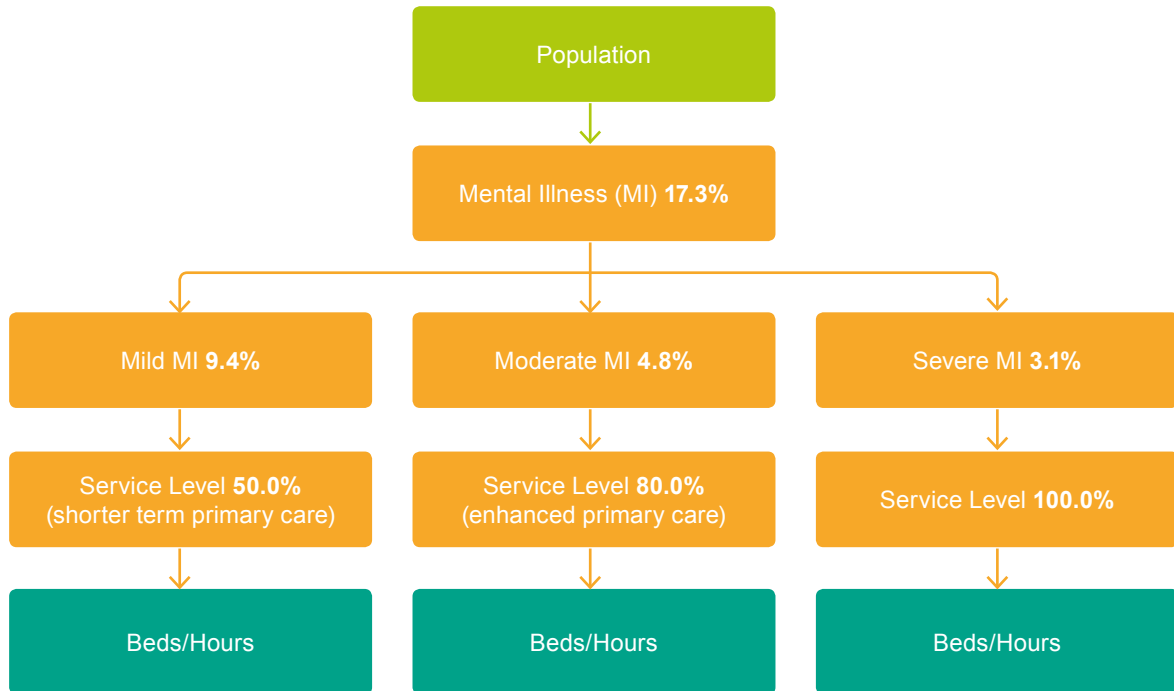 Population
Mental Illness (MI) 17.3%
Mild MI 9.4%
Moderate MI 4.8%
Severe MI 3.1%
Service Level 50.0%
(shorter term primary care)
Service Level 80.0%
(enhanced primary care)
Service Level 100.0%
Beds/Hours
Beds/Hours
Beds/Hours